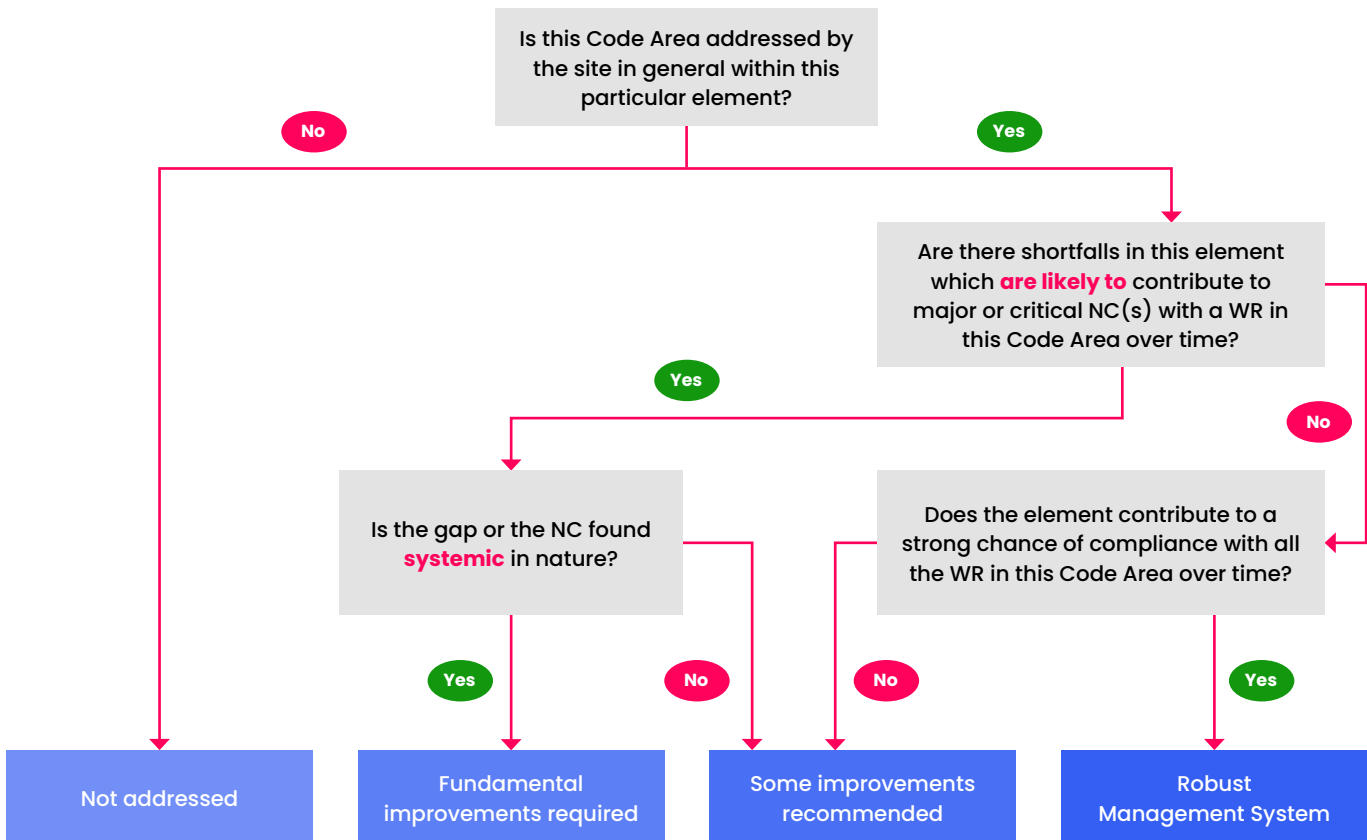 Is this Code Area addressed by
the site in general within this
particular element?
No
Yes
Are there shortfalls in this element
which are likely to contribute to
major or critical NC(s) with a WR in
this Code Area over time?
Yes
No
Is the gap or the NC found
systemic in nature?
Does the element contribute to a
strong chance of compliance with all
the WR in this Code Area over time?
Yes
No
No
Yes
Not addressed
Fundamental
improvements required
Some improvements
recommended
Robust
Management System